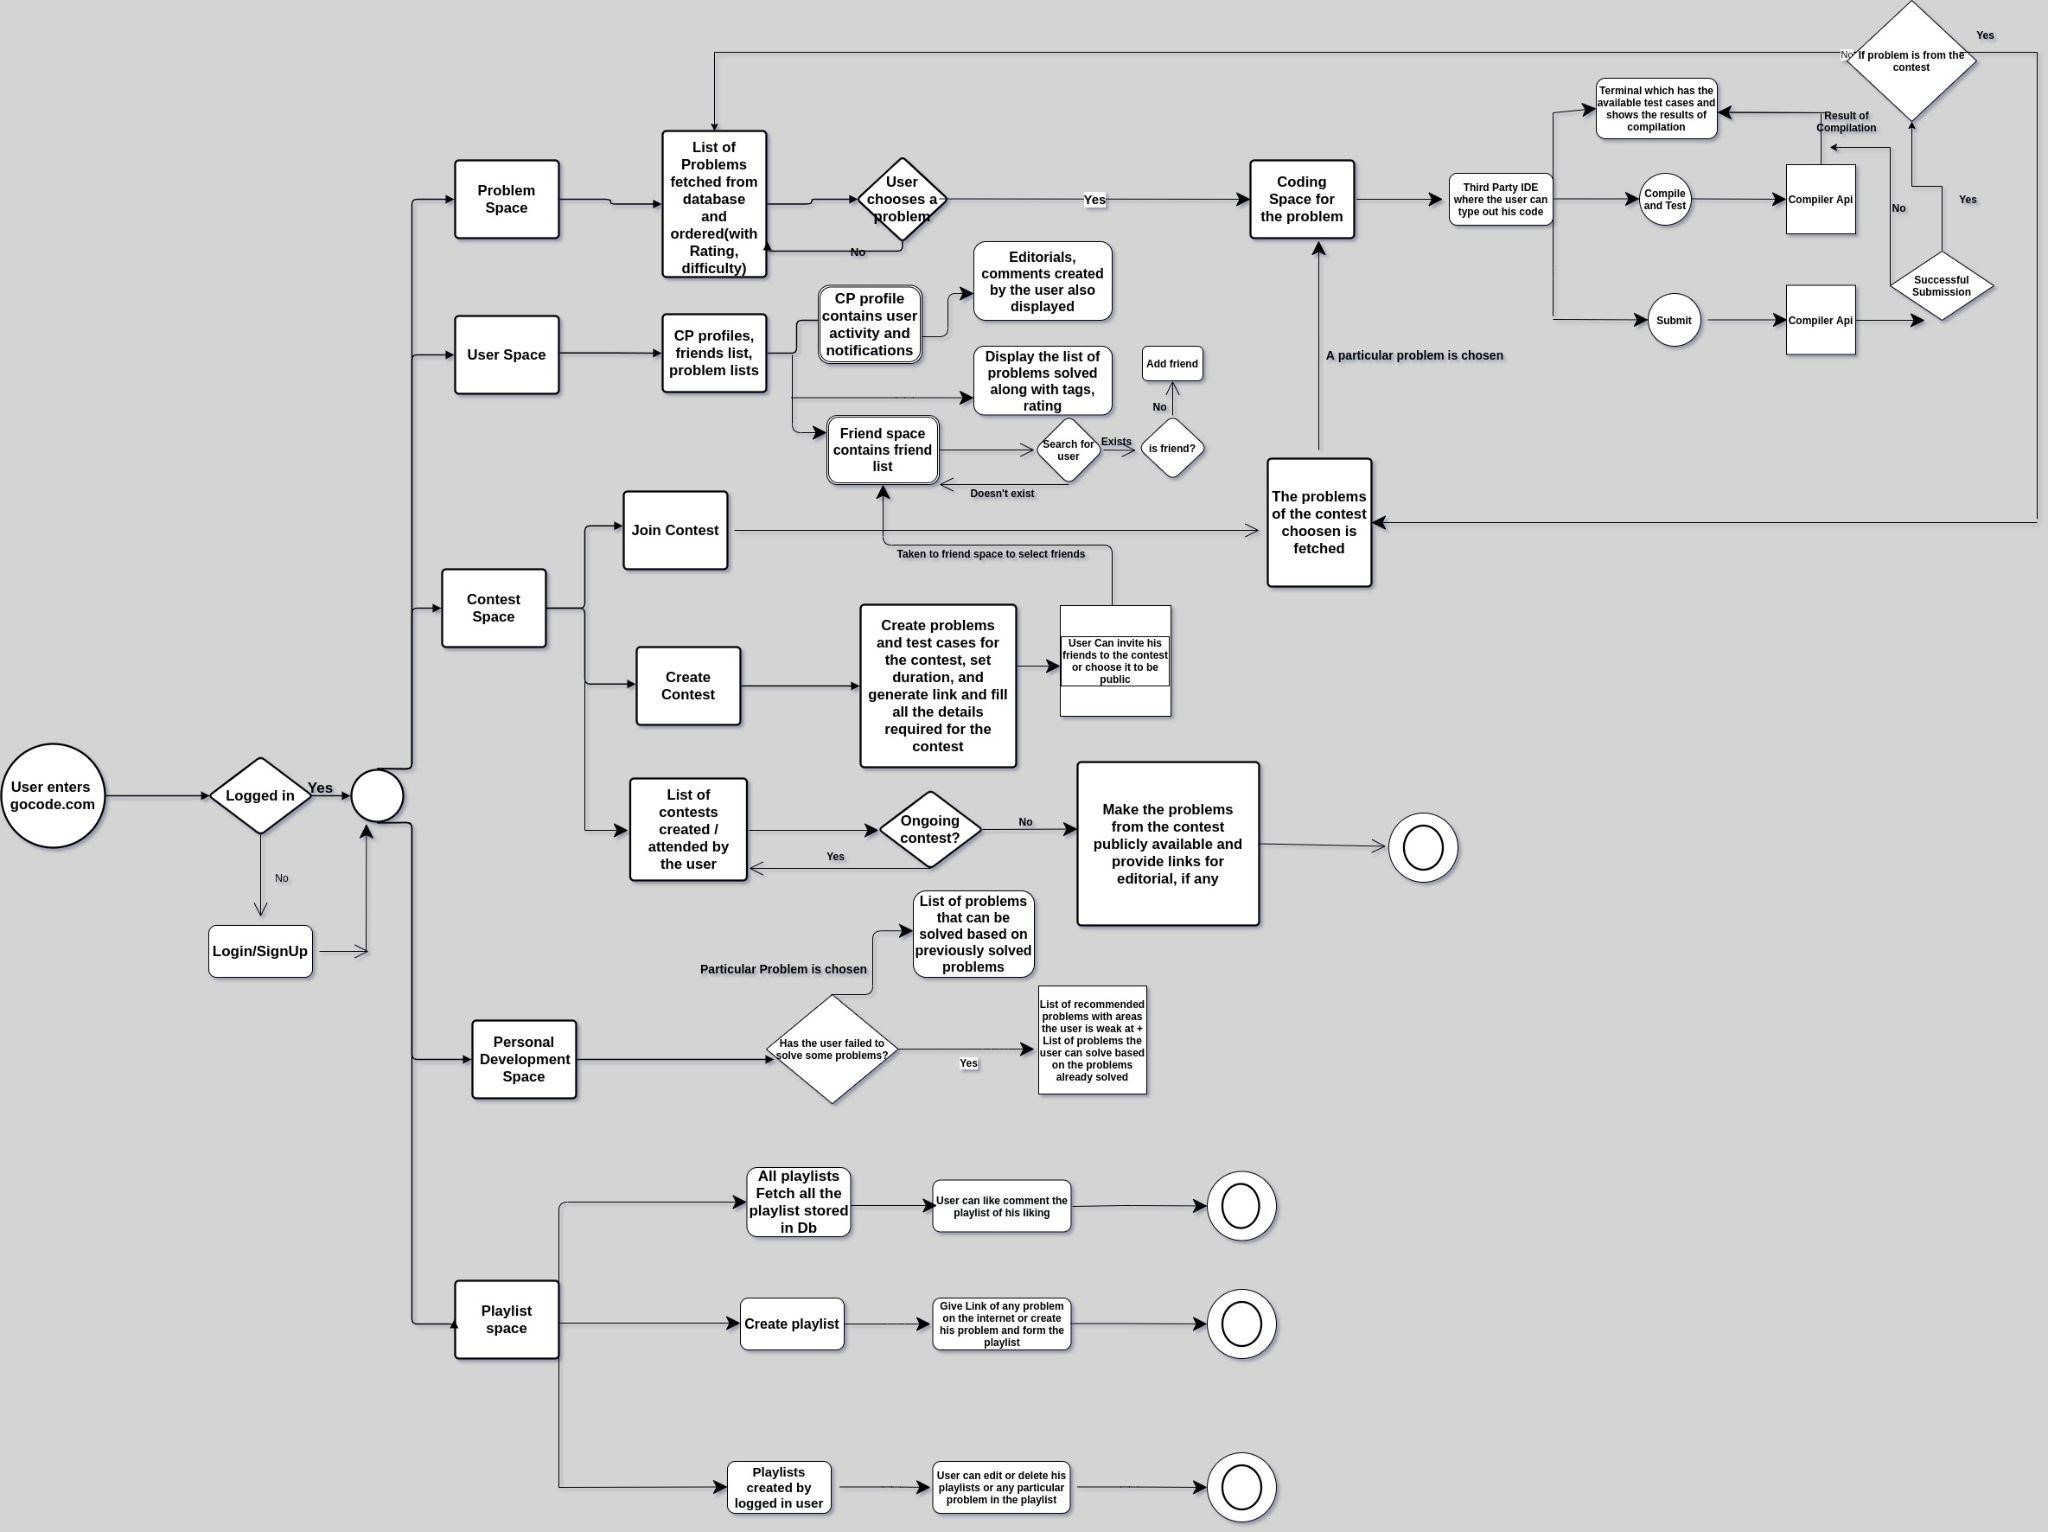 Yes
No
If problem is from the
contest
Terminal which has the
available test cases and
shows the results of
compilation
Result of
Compilation
List of
Problems
fetched from
database
and
ordered(with
Rating,
difficulty)
Problem
Space
User
chooses a
problem
Yes
No
Coding
Space for
the problem
Third Party IDE
where the user can
type out his code
Compile
and Test
Compiler Api
No
Yes
Successful
Submission
Submit
Compiler Api
Editorials,
comments created
by the user also
displayed
CP profile
contains user
activity and
notifications
User Space
CP profiles,
friends list,
problem lists
Display the list of
problems solved
along with tags,
rating
Add friend
No
A particular problem is chosen
Friend space
contains friend
list
Search for
user
Exists
is friend?
Doesn't exist
Join Contest
The problems
of the contest
choosen is
fetched
Taken to friend space to select friends
Contest
Space
Create
Contest
Create problems
and test cases for
the contest, set
duration, and
generate link and fill
all the details
required for the
contest
User Can invite his
friends to the contest
or choose it to be
public
User enters
gocode.com
Logged in
Yes
No
Login/SignUp
List of
contests
created /
attended by
the user
Ongoing
contest?
No
Yes
Make the problems
from the contest
publicly available and
provide links for
editorial, if any
List of problems
that can be
solved based on
previously solved
problems
Particular Problem is chosen
Personal
Development
Space
Has the user failed to
solve some problems?
Yes
List of recommended
problems with areas
the user is weak at +
List of problems the
user can solve based
on the problems
already solved
All playlists
Fetch all the
playlist stored
in Db
User can like comment the
playlist of his liking
Playlist
space
Create playlist
Give Link of any problem
on the internet or create
his problem and form the
playlist
Playlists
created by
logged in user
User can edit or delete his
playlists or any particular
problem in the playlist